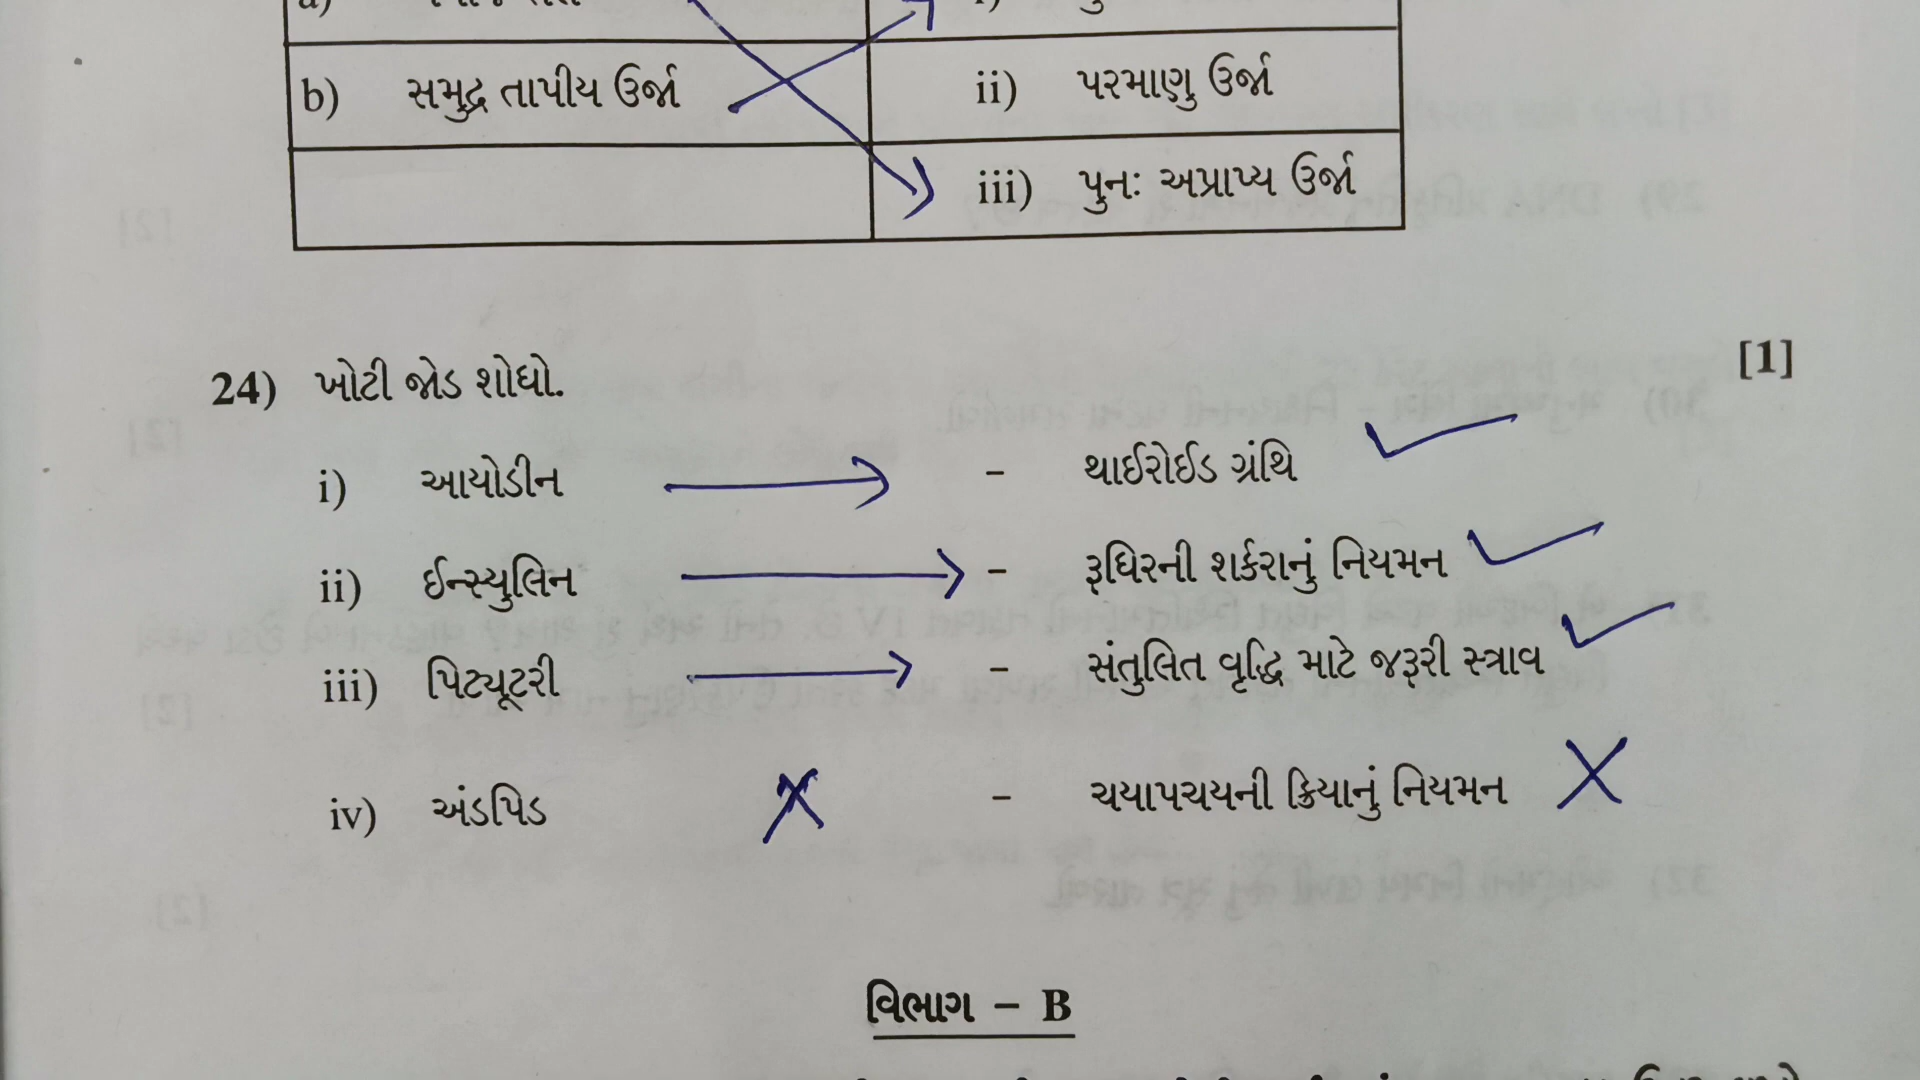 b) સમુદ્ર તાપીય ઉર્જા ii) પરમાણુ ઉર્જા
iii) પુનઃ અપ્રાપ્ય ઉર્જા
24) ખોટી જોડ શોધો. [1]
i) આયોડીન - થાઈરોઈડ ગ્રંથિ
ii) ઈન્સ્યુલિન - રૂધિરની શર્કરાનું નિયમન
iii) પિટ્યૂટરી - સંતુલિત વૃદ્ધિ માટે જરૂરી સ્ત્રાવ
iv) અંડપિડ - ચયાપચયની ક્રિયાનું નિયમન
વિભાગ – B